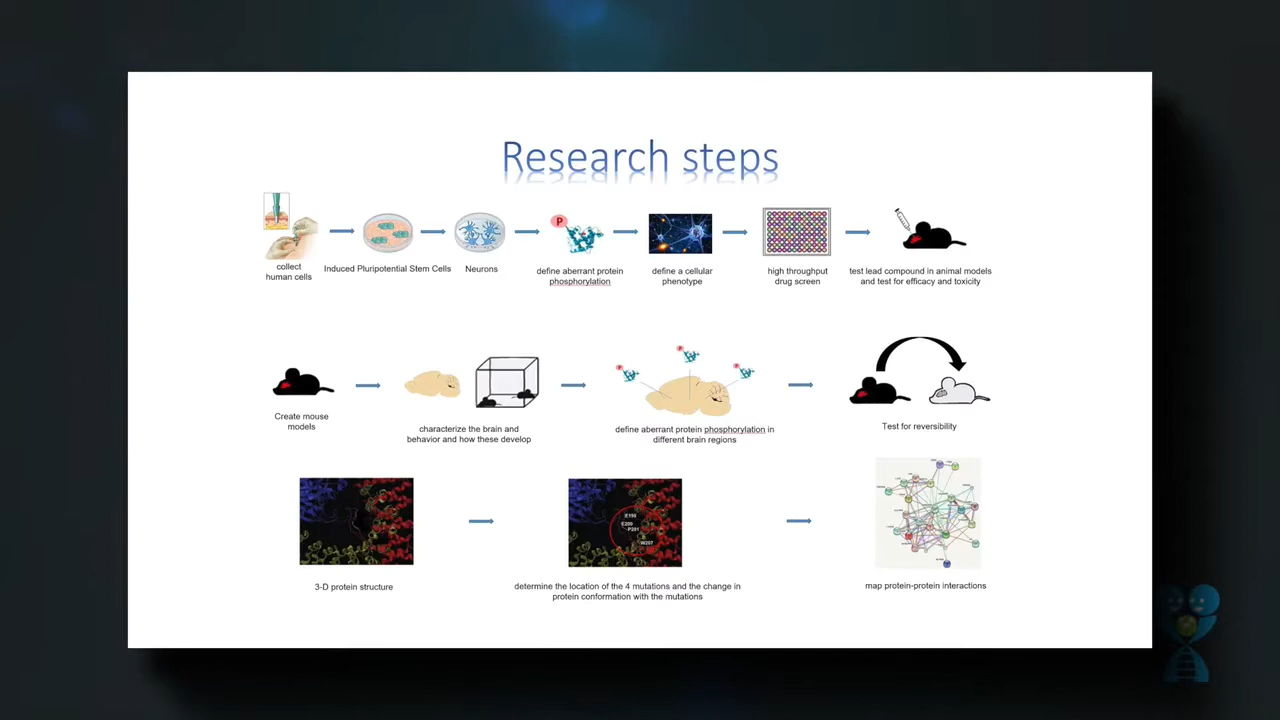 Research steps
P
collect
human cells
Induced Pluripotential Stem Cells
Neurons
define aberrant protein
phosphorylation
define a cellular
phenotype
high throughput
drug screen
test lead compound in animal models
and test for efficacy and toxicity
P
P
P
Create mouse
models
characterize the brain and
behavior and how these develop
define aberrant protein phosphorylation in
different brain regions
Test for reversibility
E198
E200
P201
W207
3-D protein structure
determine the location of the 4 mutations and the change in
protein conformation with the mutations
map protein-protein interactions